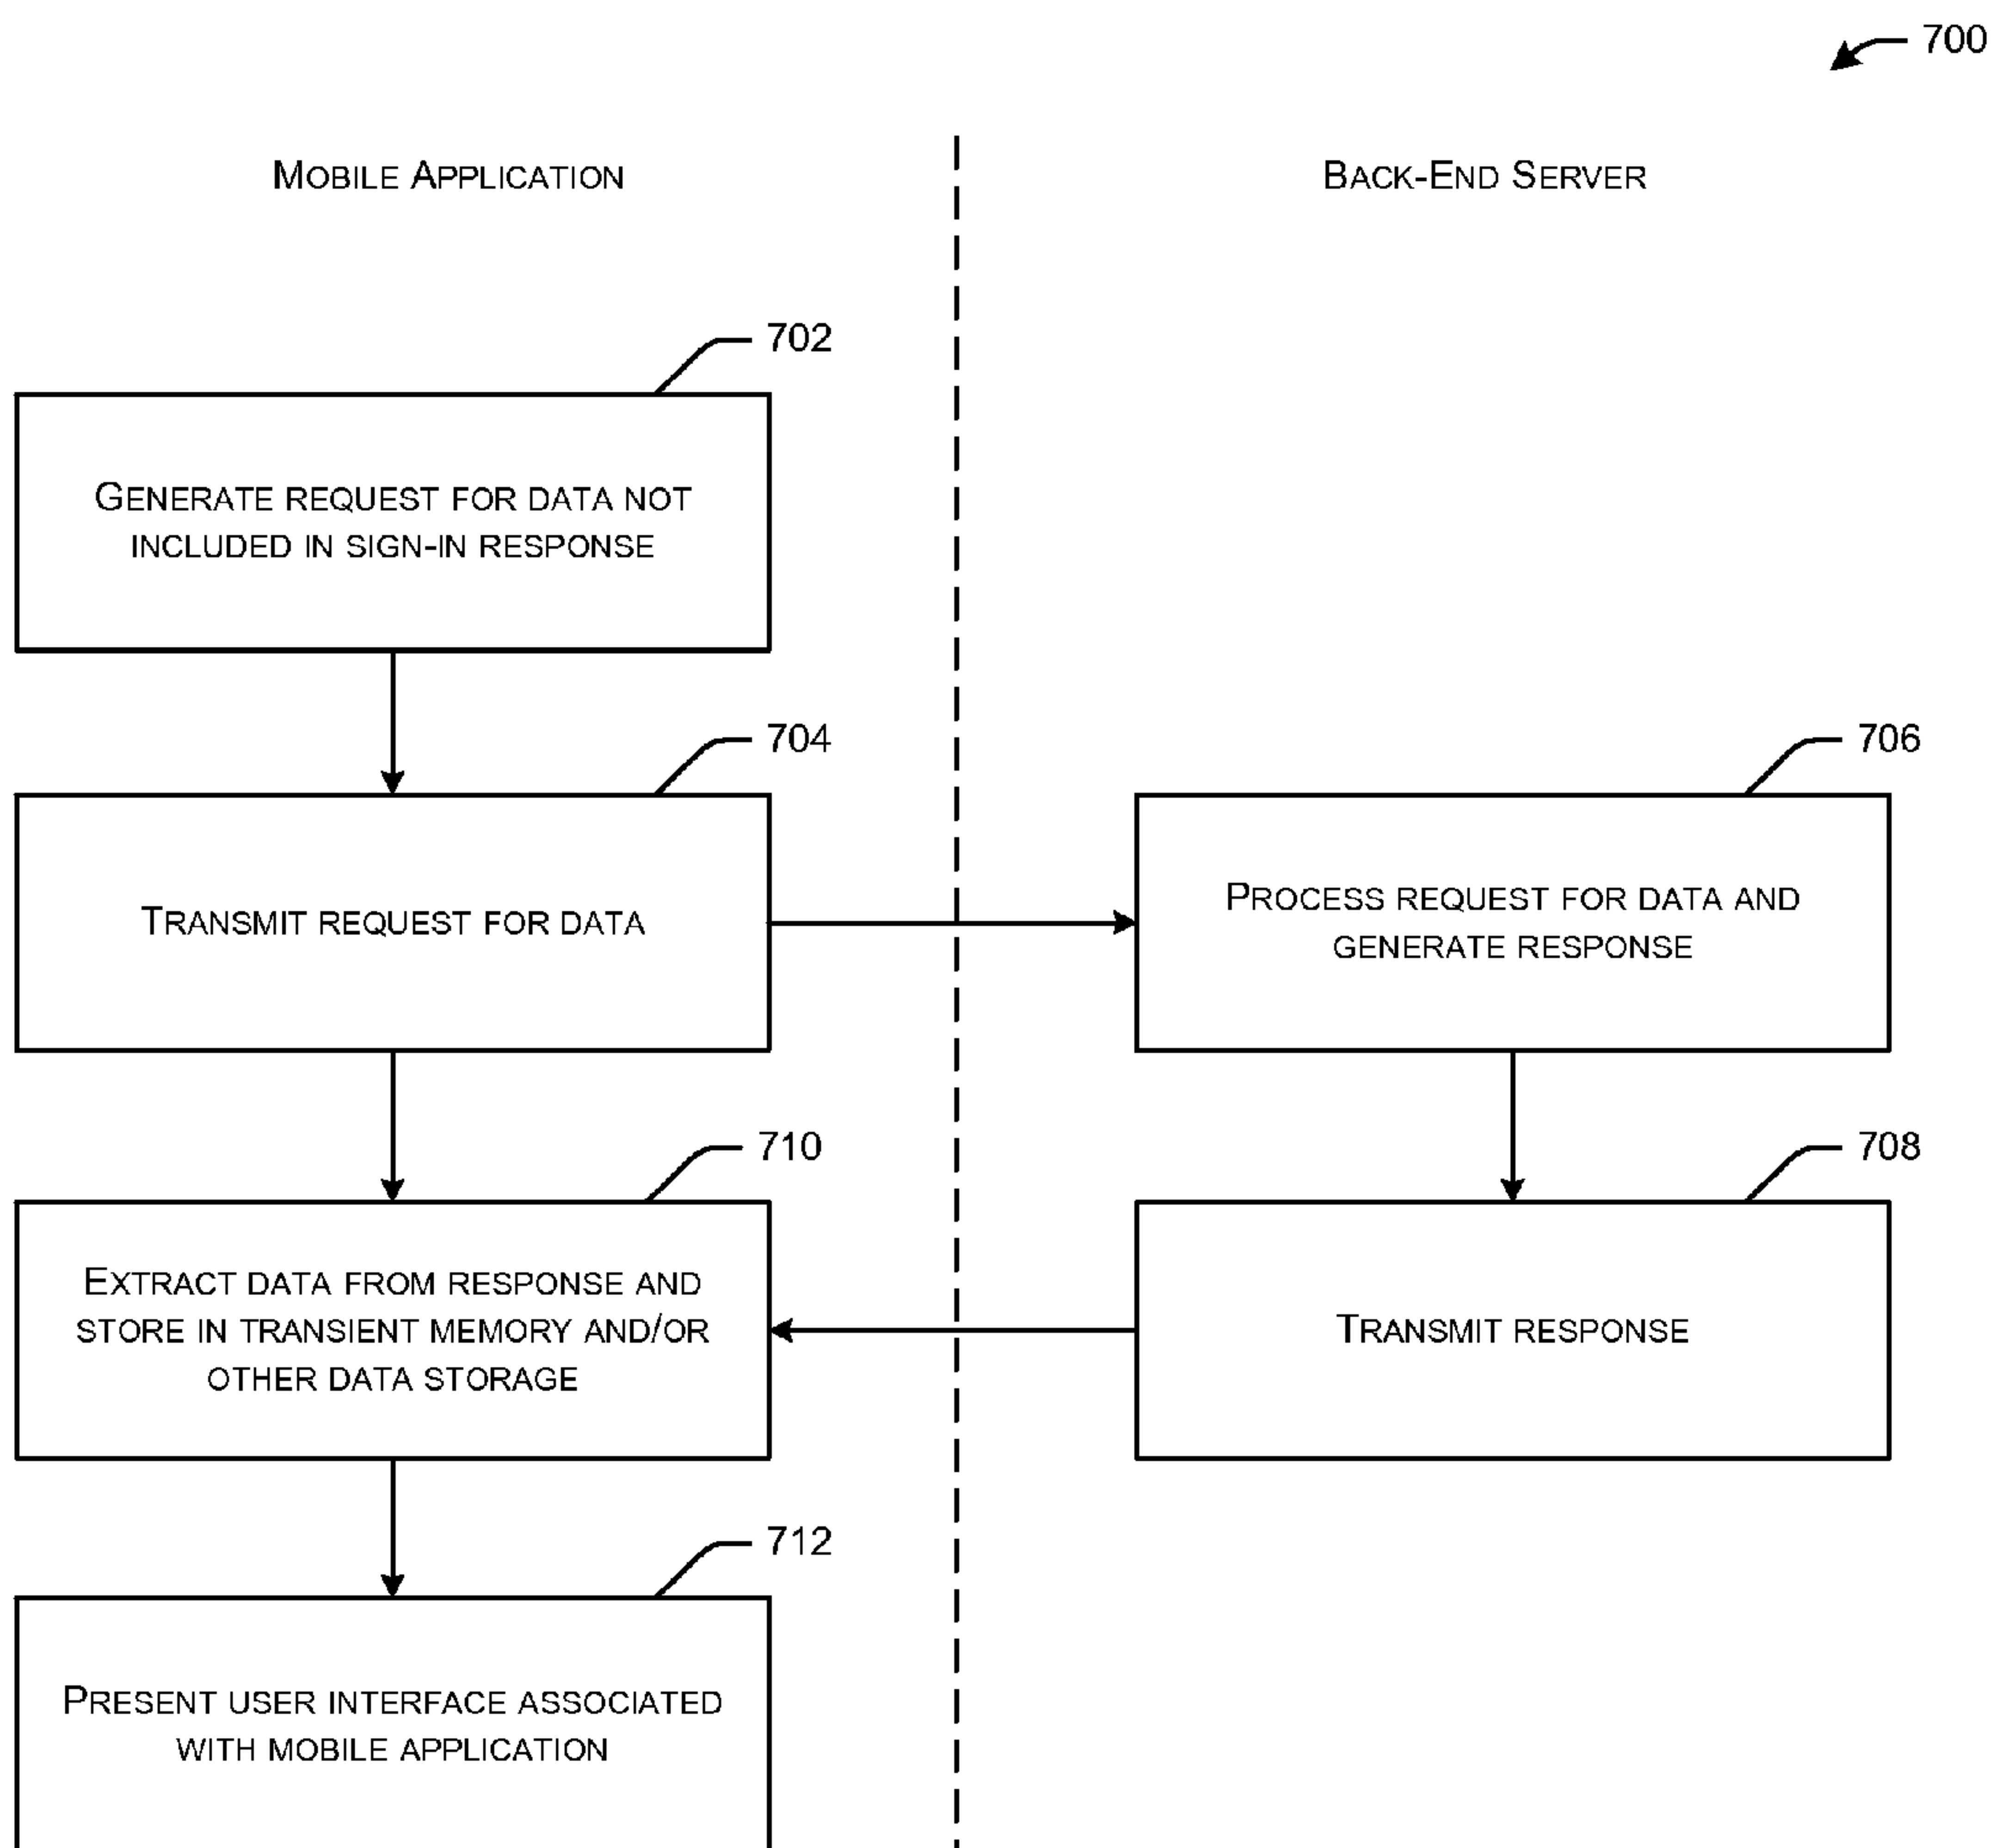 700
MOBILE APPLICATION
BACK-END SERVER
702
GENERATE REQUEST FOR DATA NOT
INCLUDED IN SIGN-IN RESPONSE
704
TRANSMIT REQUEST FOR DATA
706
PROCESS REQUEST FOR DATA AND
GENERATE RESPONSE
710
EXTRACT DATA FROM RESPONSE AND
STORE IN TRANSIENT MEMORY AND/OR
OTHER DATA STORAGE
708
TRANSMIT RESPONSE
712
PRESENT USER INTERFACE ASSOCIATED
WITH MOBILE APPLICATION